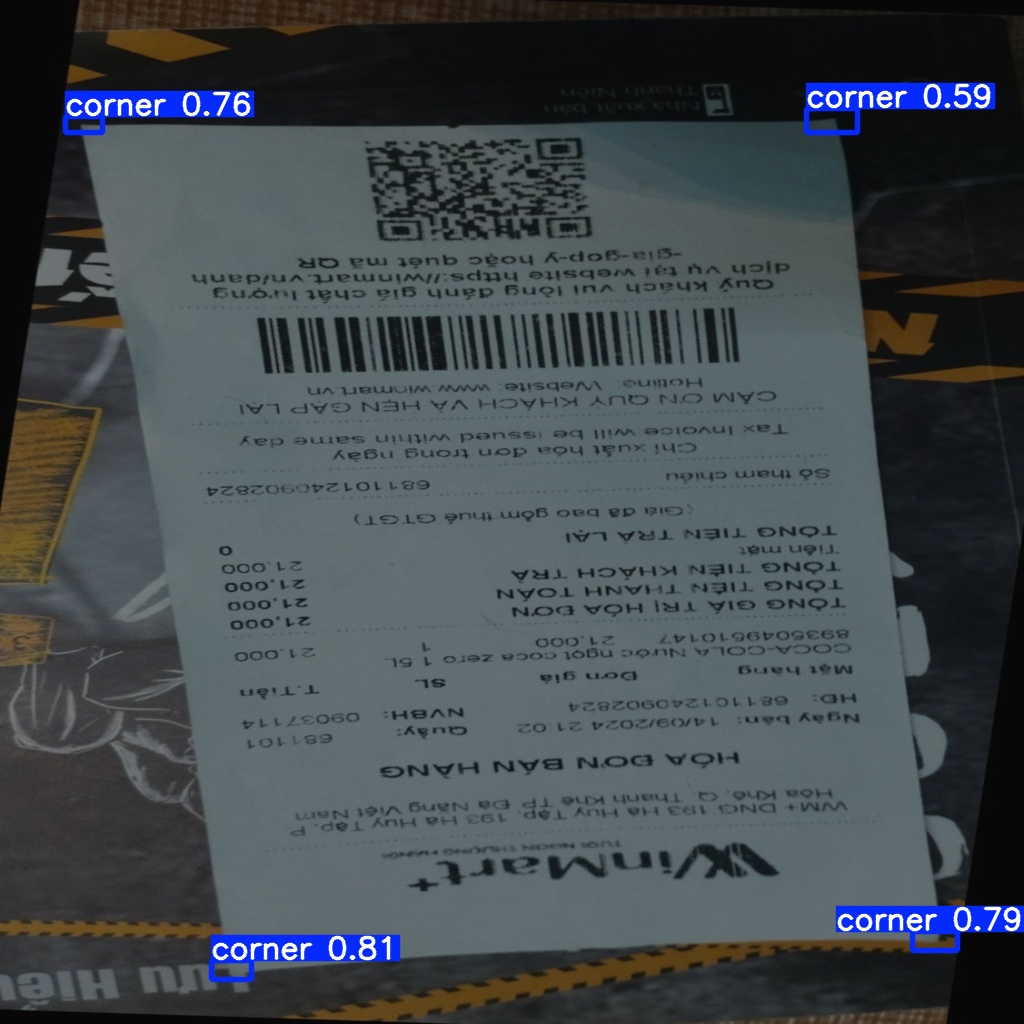 corner 0.76
corner 0.59
corner 0.81
corner 0.79
Nhà xuất bản
Thanh Niên
WinMart+
TƯƠI NGON THƯỢNG HẠNG!
WM+ DNG 193 Hà Huy Tập, 193 Hà Huy Tập, P.
Hòa Khê, Q. Thanh Khê TP. Đà Nẵng Việt Nam
HÓA ĐƠN BÁN HÀNG
Ngày bán: 14/09/2024 21:02 Quầy: 681101
HD: 681101240902824 NVBH: 09037114
Mặt hàng Đơn giá SL T.Tiền
COCA-COLA Nước ngọt coca zero 1.5L
8935049510147 21,000 1 21,000
TỔNG GIÁ TRỊ HÓA ĐƠN 21,000
TỔNG TIỀN THANH TOÁN 21,000
TỔNG TIỀN KHÁCH TRẢ 21,000
Tiền mặt 21,000
TỔNG TIỀN TRẢ LẠI 0
(Giá đã bao gồm thuế GTGT)
Số tham chiếu 681101240902824
Chỉ xuất hóa đơn trong ngày
Tax Invoice will be issued within same day
CẢM ƠN QUÝ KHÁCH VÀ HẸN GẶP LẠI
Hotline: Website: www.winmart.vn
Quý khách vui lòng đánh giá chất lượng
dịch vụ tại website https://winmart.vn/danh
-gia-gop-y hoặc quét mã QR